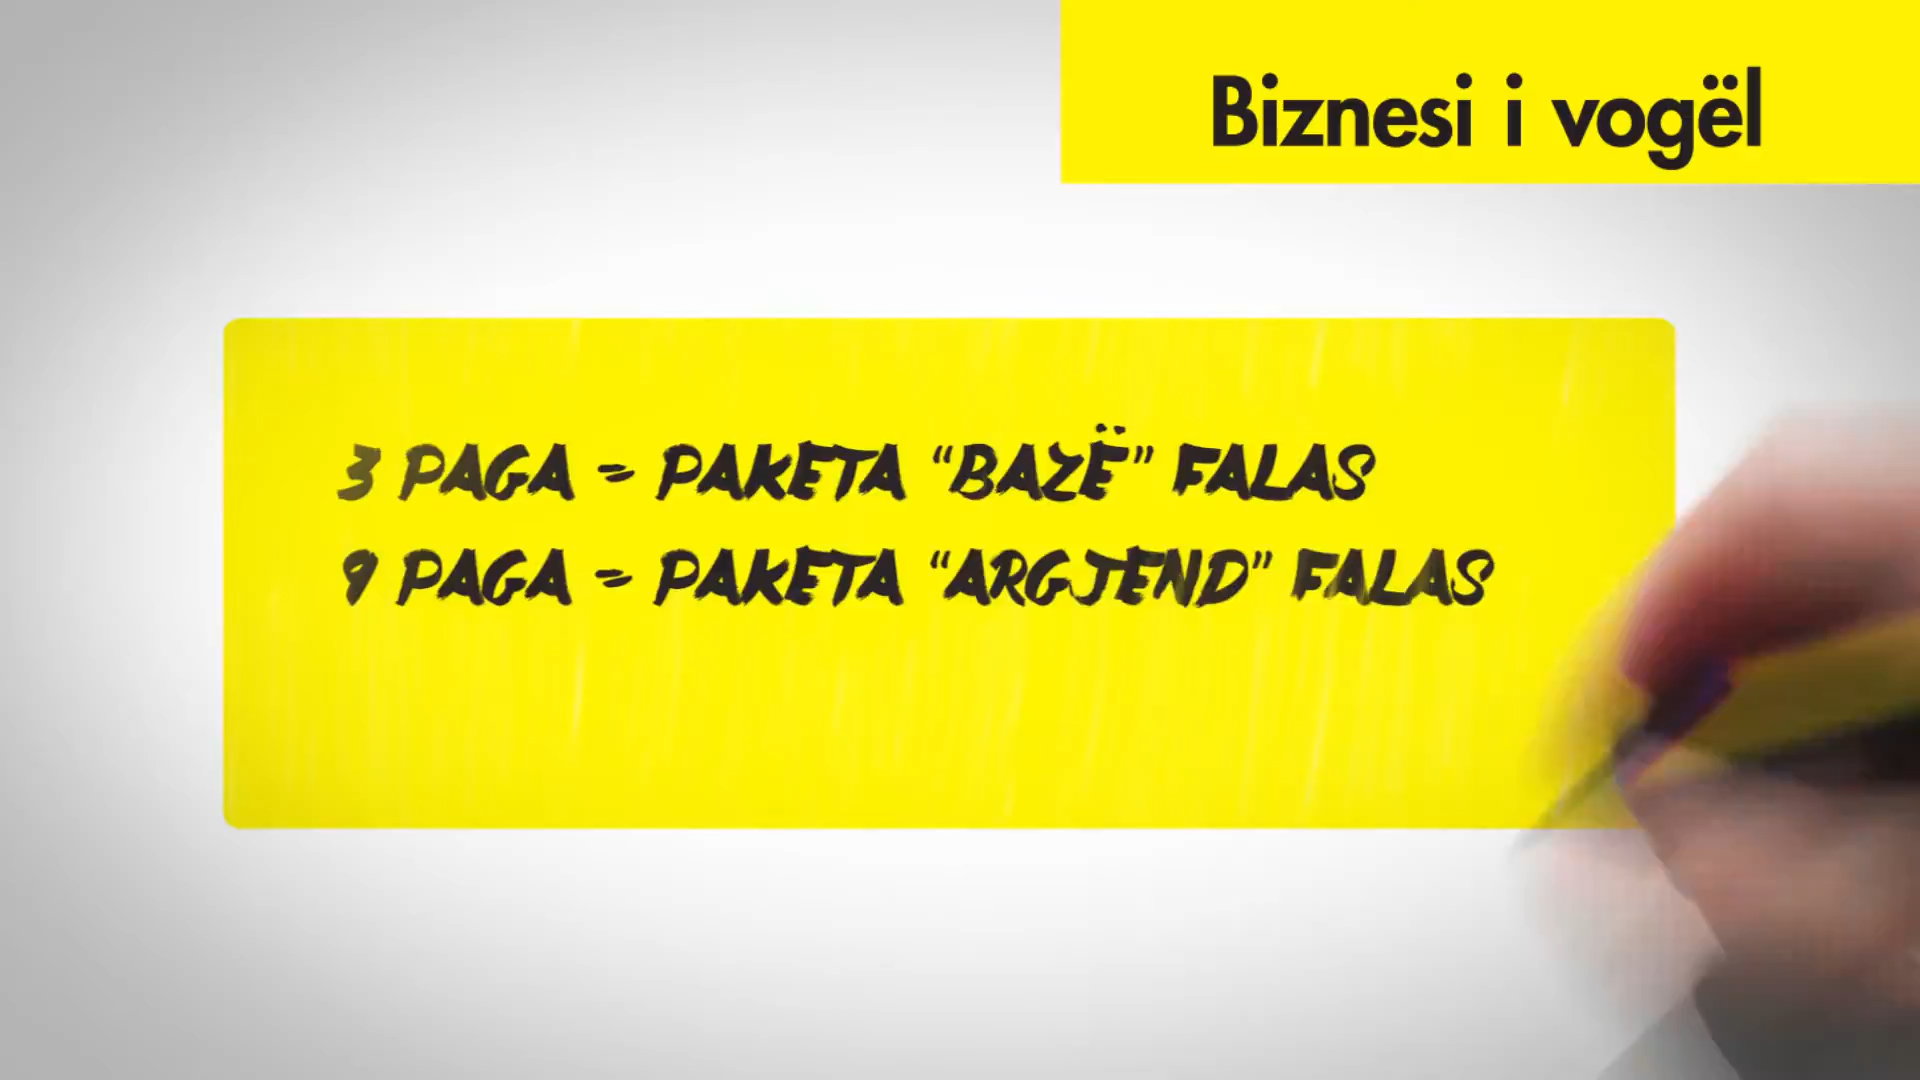 Biznesi i vogël
3 PAGA = PAKETA “BAZË” FALAS
9 PAGA = PAKETA “ARGJEND” FALAS